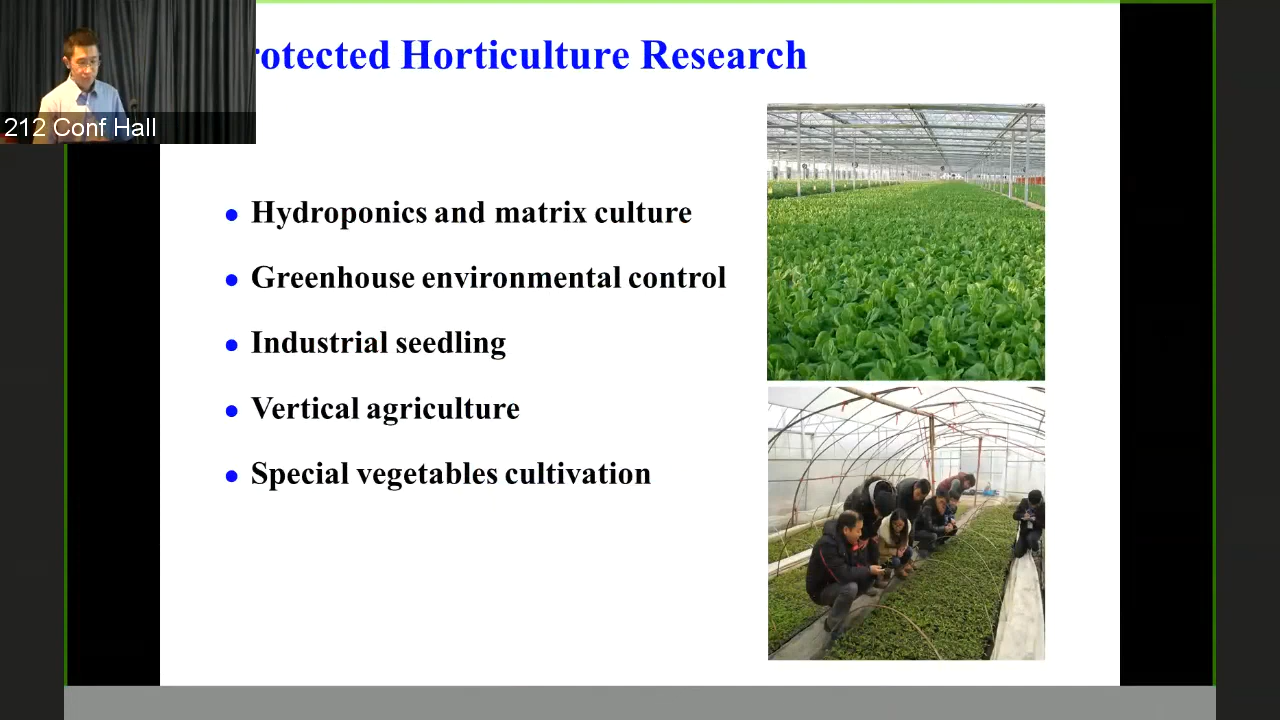 rotected Horticulture Research
212 Conf Hall
• Hydroponics and matrix culture
• Greenhouse environmental control
• Industrial seedling
• Vertical agriculture
• Special vegetables cultivation